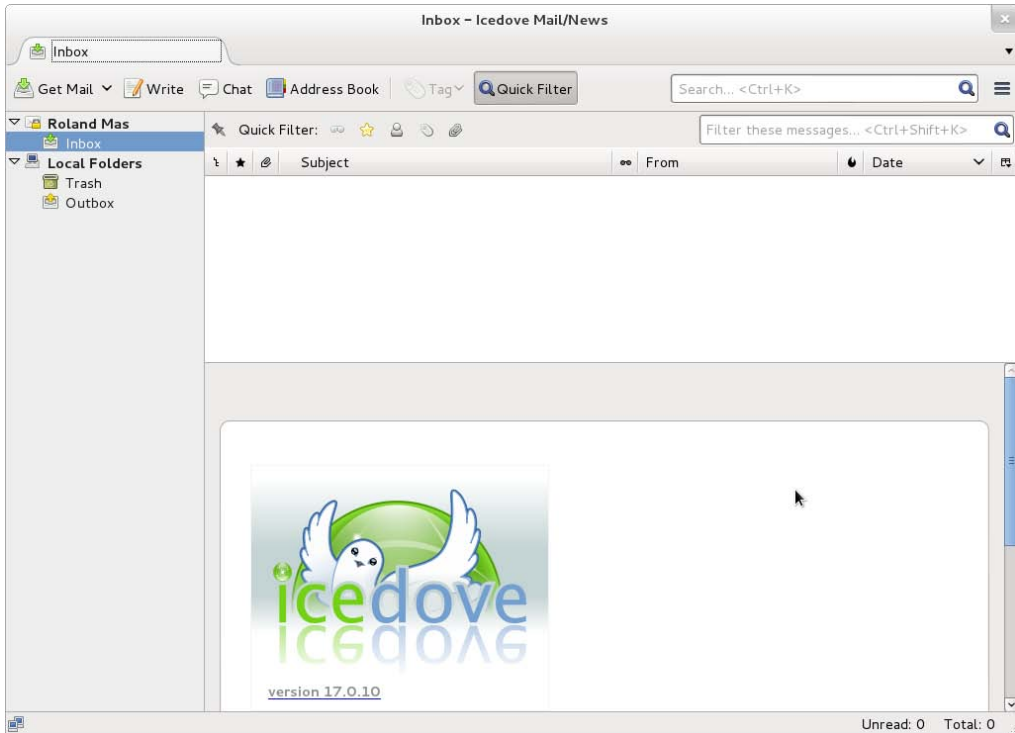 Inbox – Icedove Mail/News
Inbox
Get Mail Write Chat Address Book Tag Quick Filter Search... <Ctrl+K>
Roland Mas
Quick Filter: Filter these messages... <Ctrl+Shift+K>
Inbox
Local Folders
Subject From Date
Trash
Outbox
icedove
version 17.0.10
Unread: 0 Total: 0